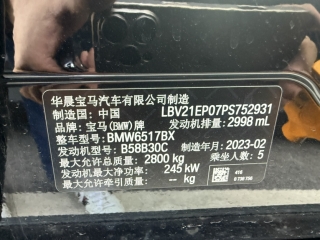 华晨宝马汽车有限公司制造
制造国：中国 LBV21EP07PS752931
品牌：宝马(BMW)牌 发动机排量：2998 mL
整车型号：BMW6517BX
发动机型号：B58B30C 制造年月：2023-02
最大允许总质量：2800 kg 乘坐人数：5
发动机最大净功率：245 kW
最大允许牵引质量：-- kg